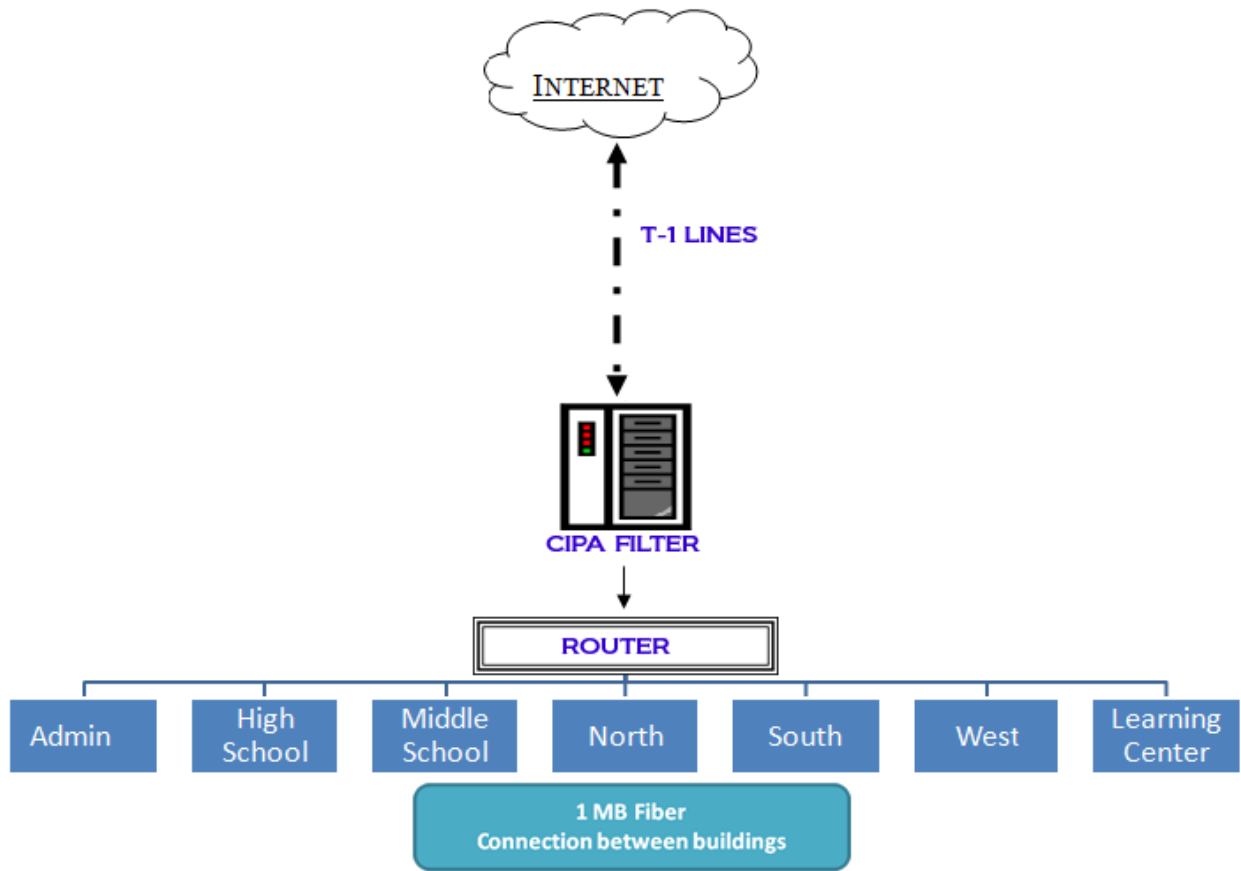 INTERNET
T-1 LINES
CIPA FILTER
ROUTER
Admin
High
School
Middle
School
North
South
West
Learning
Center
1 MB Fiber
Connection between buildings